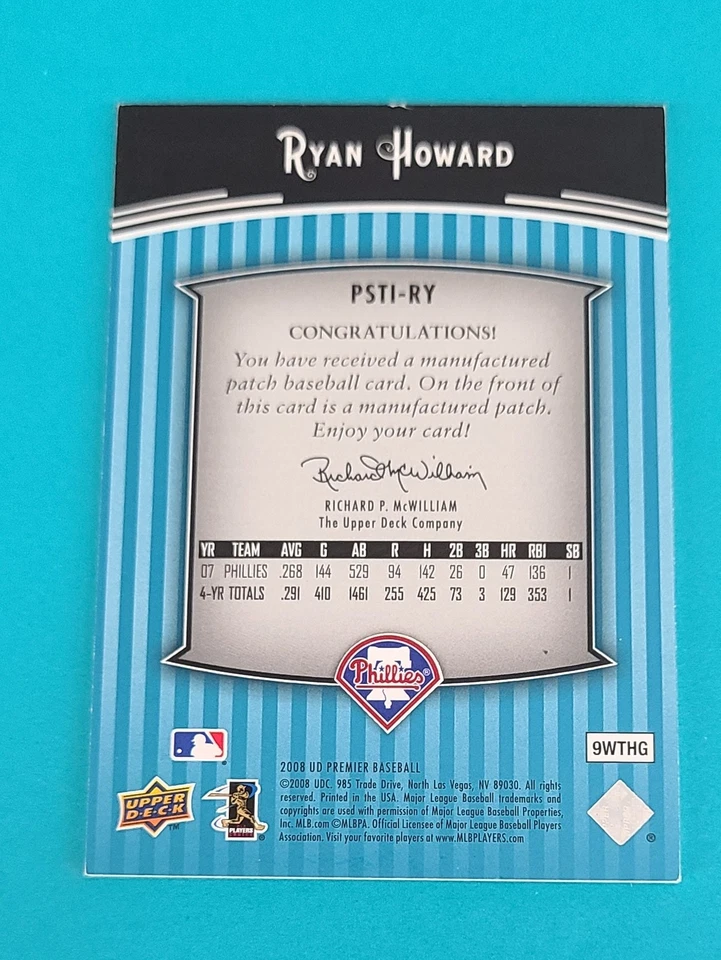 RYAN HOWARD
PSTI-RY
CONGRATULATIONS!
You have received a manufactured
patch baseball card. On the front of
this card is a manufactured patch.
Enjoy your card!
Richard McWilliam
RICHARD P. McWILLIAM
The Upper Deck Company
YR TEAM AVG G AB R H 2B 3B HR RBI SB
07 PHILLIES .268 144 529 94 142 26 0 47 136 1
4-YR TOTALS .291 410 1461 255 425 73 3 129 353 1
Phillies®
9WTHG
2008 UD PREMIER BASEBALL
©2008 UDC. 985 Trade Drive, North Las Vegas, NV 89030. All rights
reserved. Printed in the USA. Major League Baseball trademarks and
copyrights are used with permission of Major League Baseball Properties,
Inc. MLB.com ©MLBPA. Official Licensee of Major League Baseball Players
Association. Visit your favorite players at www.MLBPLAYERS.com
UPPER
DECK
TM
PLAYERS
CHOICE
®